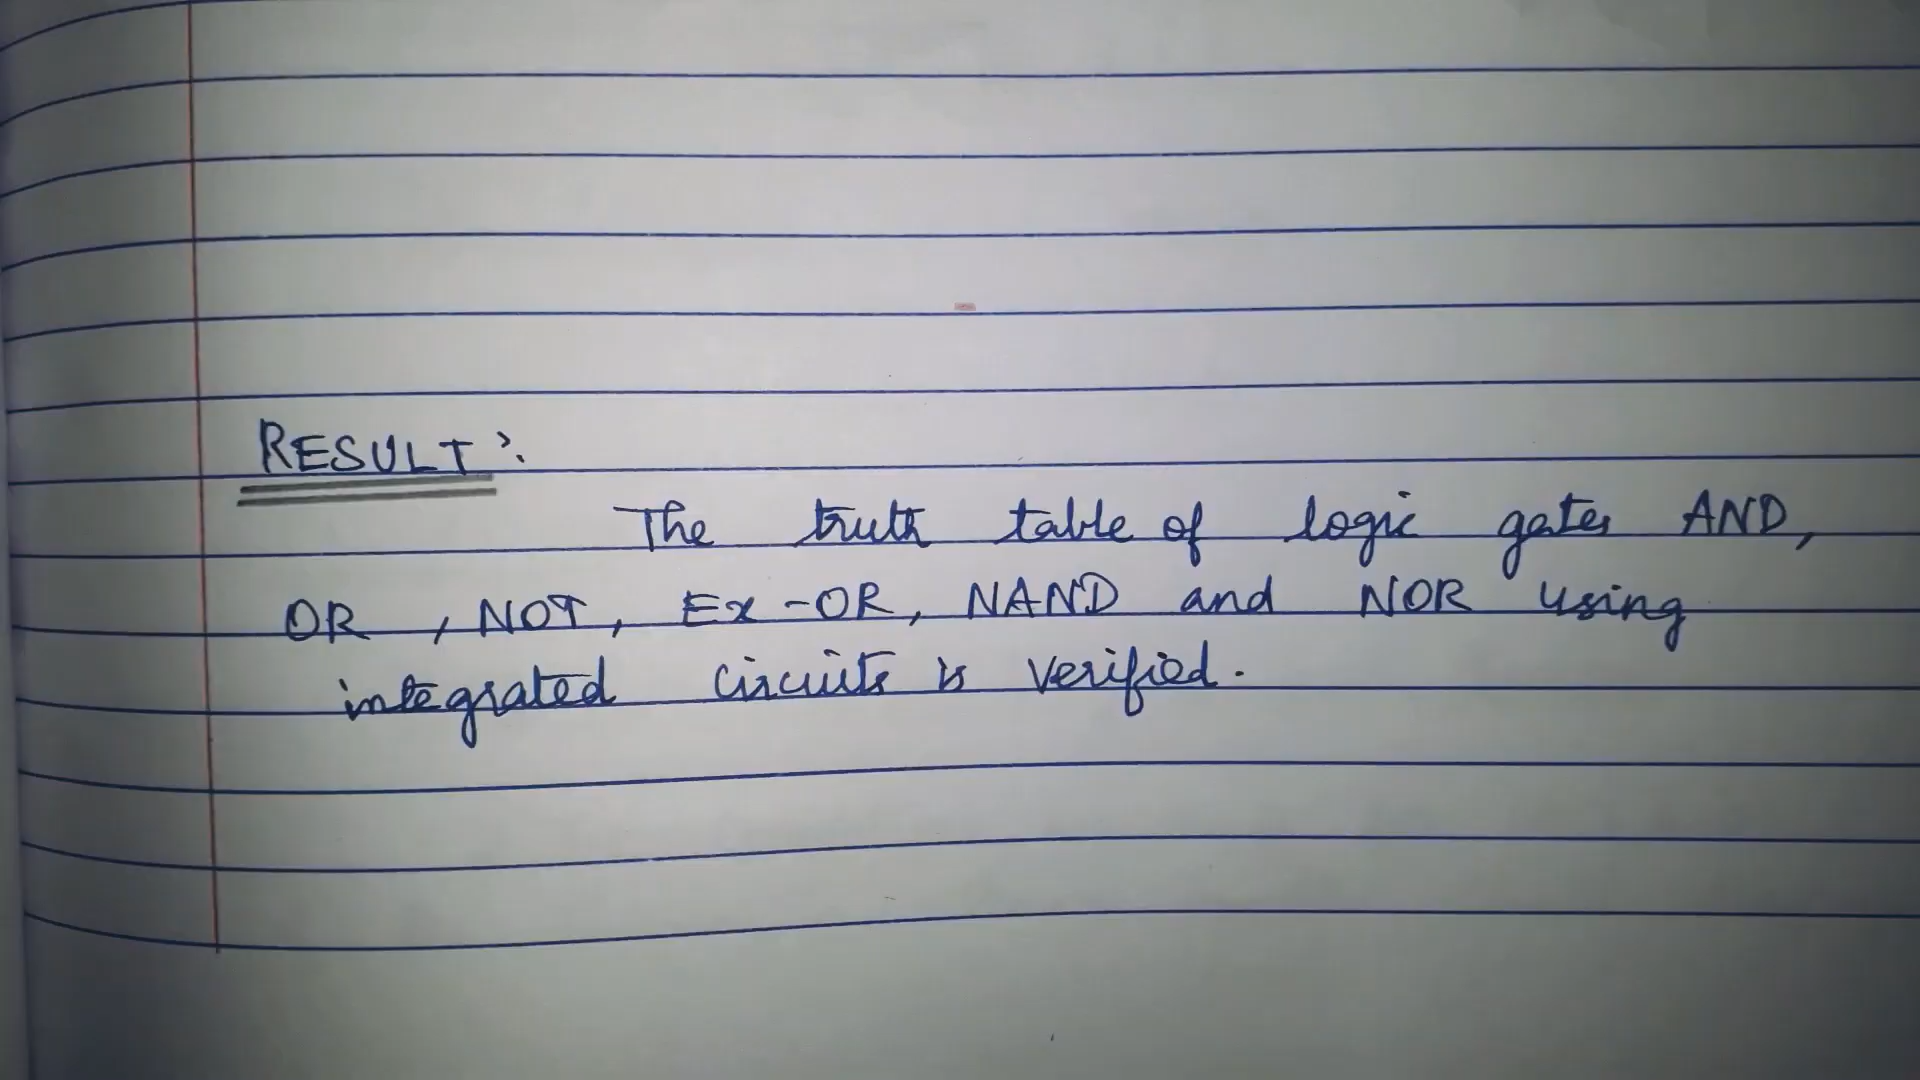 RESULT:
The truth table of logic gates AND,
OR, NOT, Ex-OR, NAND and NOR using
integrated circuits is verified.